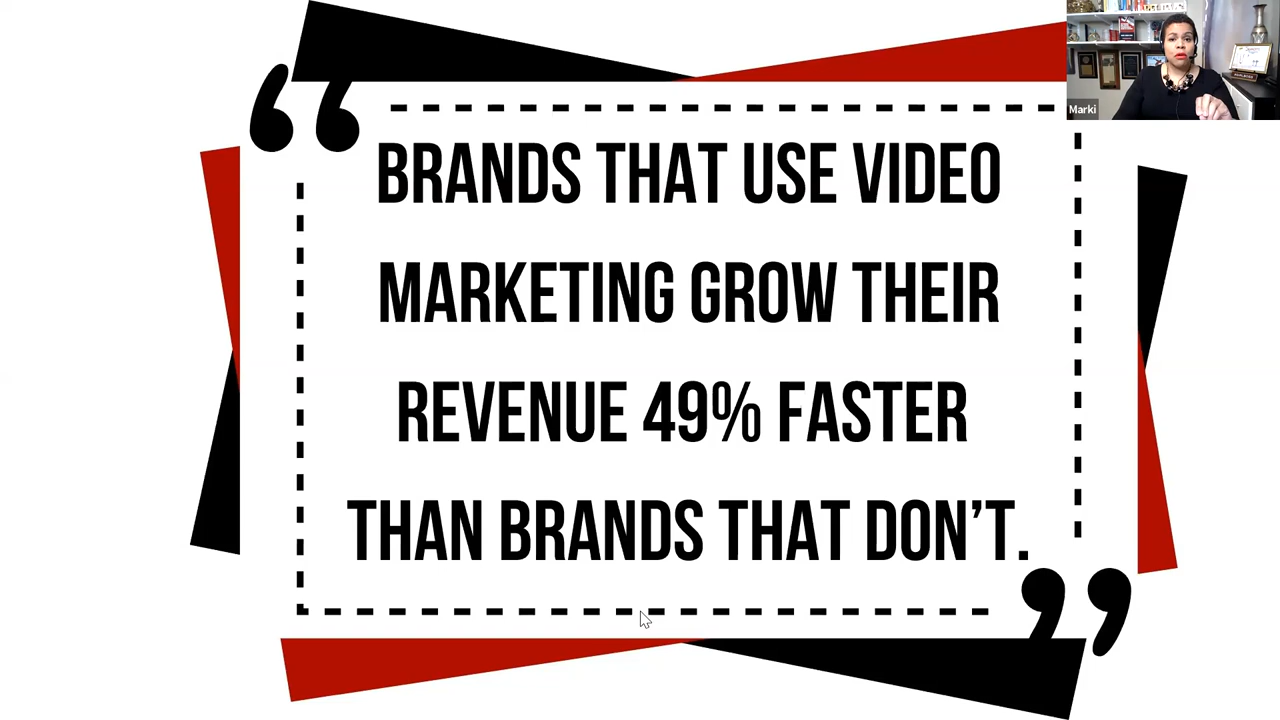 BRANDS THAT USE VIDEO
MARKETING GROW THEIR
REVENUE 49% FASTER
THAN BRANDS THAT DON’T.
Marki